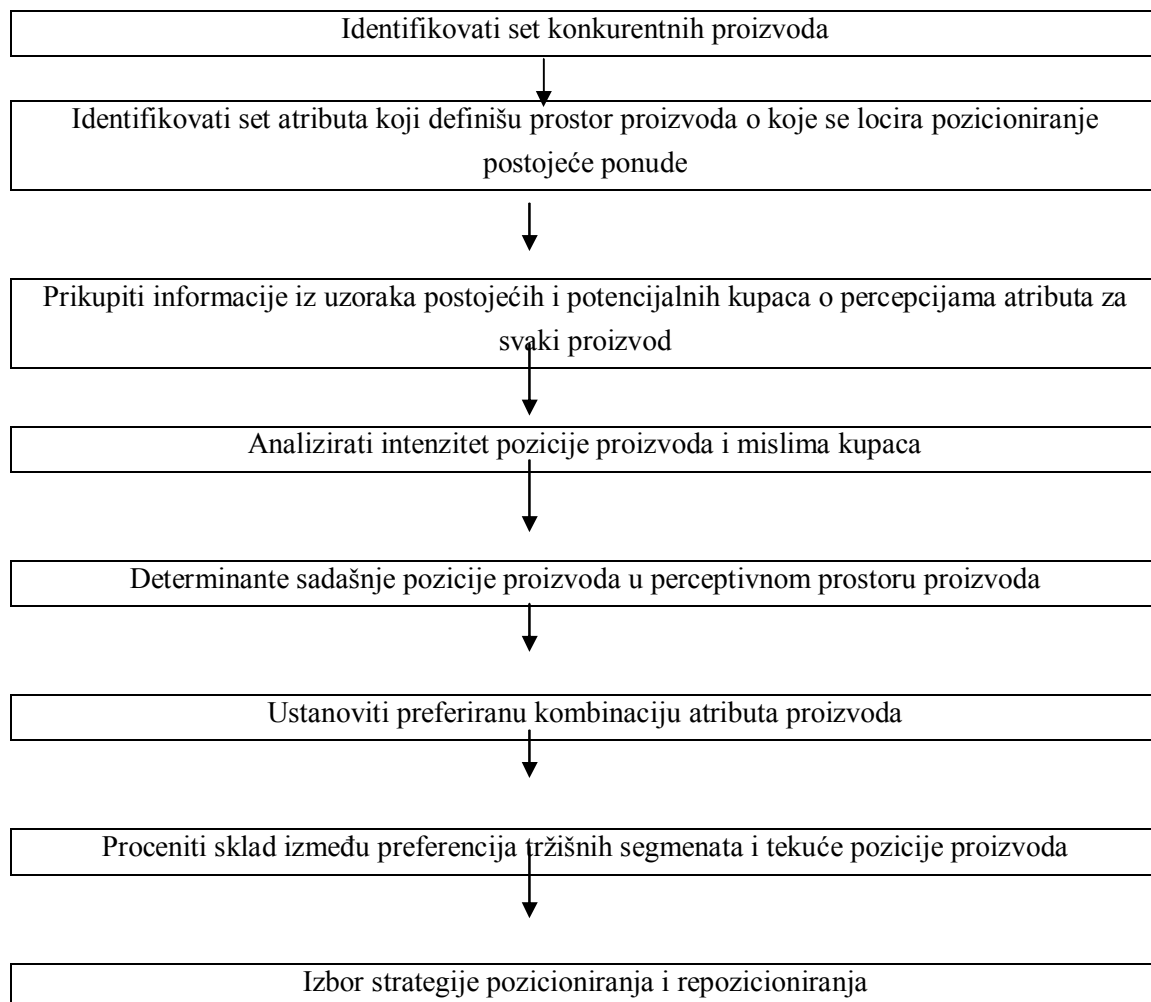 Identifikovati set konkurentnih proizvoda
Identifikovati set atributa koji definišu prostor proizvoda o koje se locira pozicioniranje
postojeće ponude
Prikupiti informacije iz uzoraka postojećih i potencijalnih kupaca o percepcijama atributa za
svaki proizvod
Analizirati intenzitet pozicije proizvoda i mislima kupaca
Determinante sadašnje pozicije proizvoda u perceptivnom prostoru proizvoda
Ustanoviti preferiranu kombinaciju atributa proizvoda
Proceniti sklad između preferencija tržišnih segmenata i tekuće pozicije proizvoda
Izbor strategije pozicioniranja i repozicioniranja